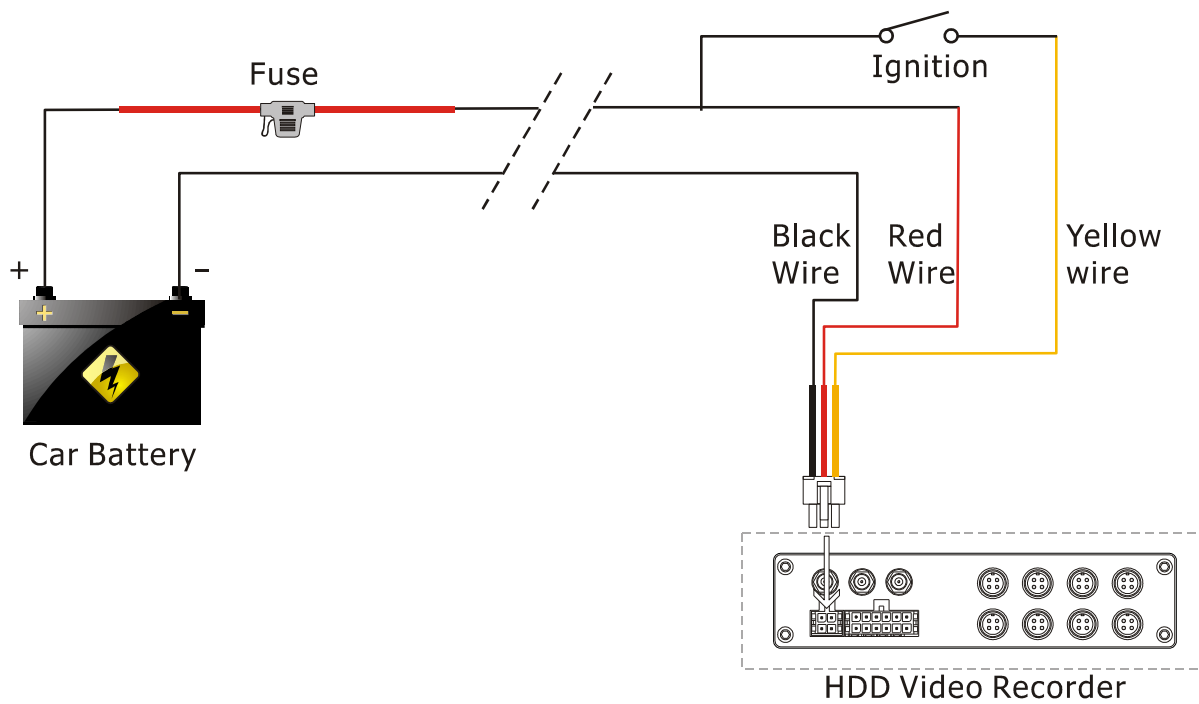 Fuse
Ignition
Black
Wire
Red
Wire
Yellow
wire
+
–
+
–
Car Battery
HDD Video Recorder